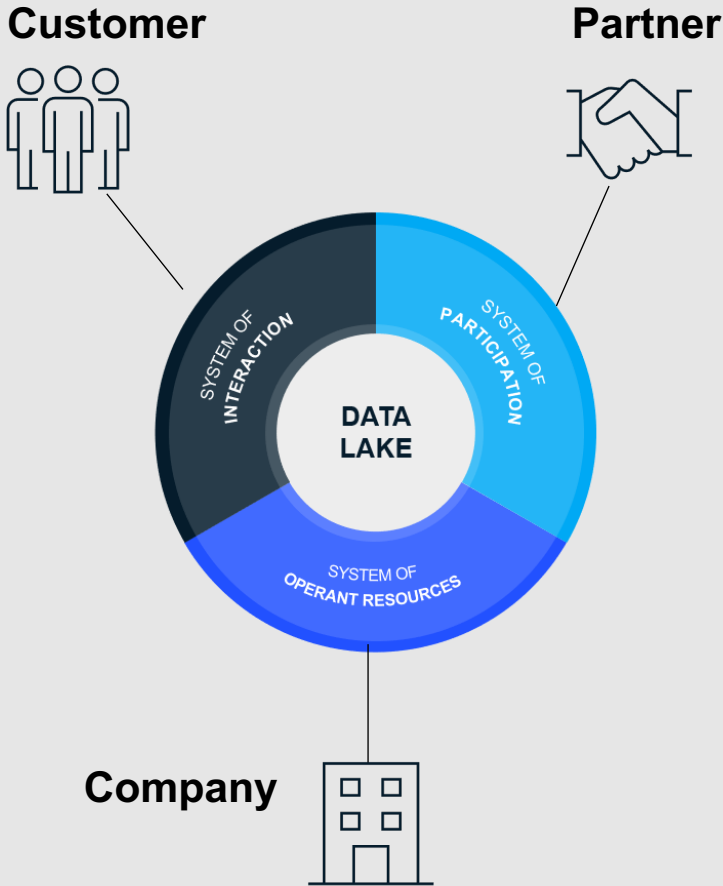 Customer
Partner
SYSTEM OF
INTERACTION
SYSTEM OF
PARTICIPATION
DATA
LAKE
SYSTEM OF
OPERANT RESOURCES
Company